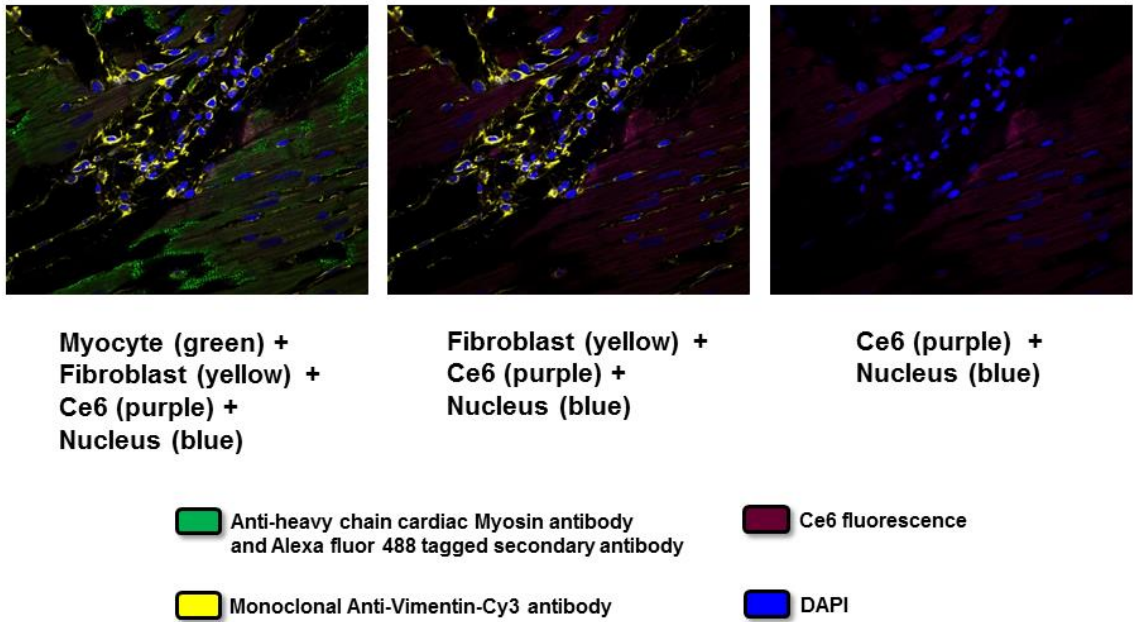 Myocyte (green) +
Fibroblast (yellow) +
Ce6 (purple) +
Nucleus (blue)
Fibroblast (yellow) +
Ce6 (purple) +
Nucleus (blue)
Ce6 (purple) +
Nucleus (blue)
Anti-heavy chain cardiac Myosin antibody
and Alexa fluor 488 tagged secondary antibody
Ce6 fluorescence
Monoclonal Anti-Vimentin-Cy3 antibody
DAPI